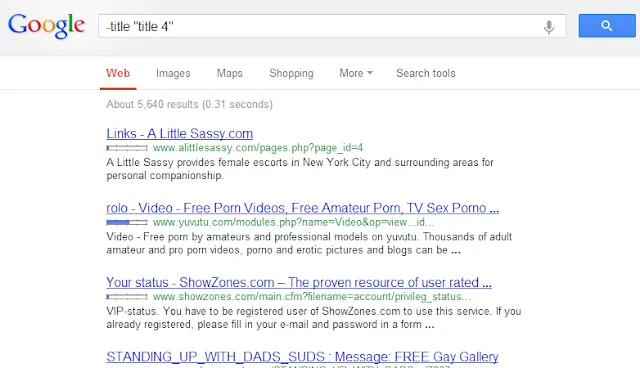 Google
-title "title 4"
Web Images Maps Shopping More Search tools
About 5,640 results (0.31 seconds)
Links - A Little Sassy.com
www.alittlesassy.com/pages.php?page_id=4
A Little Sassy provides female escorts in New York City and surrounding areas for
personal companionship.
rolo - Video - Free Porn Videos, Free Amateur Porn, TV Sex Porno ...
www.yuvutu.com/modules.php?name=Video&op=view...id...
Video - Free porn by amateurs and professional models on yuvutu. Thousands of adult
amateur and pro porn videos, porno and erotic pictures and blogs can be ...
Your status - ShowZones.com – The proven resource of user rated ...
www.showzones.com/main.cfm?filename=account/privileg_status...
VIP-status. You have to be registered user of ShowZones.com to use this service. If you
already registered, please fill in your e-mail and password in a form ...
STANDING_UP_WITH_DADS_SUDS : Message: FREE Gay Gallery